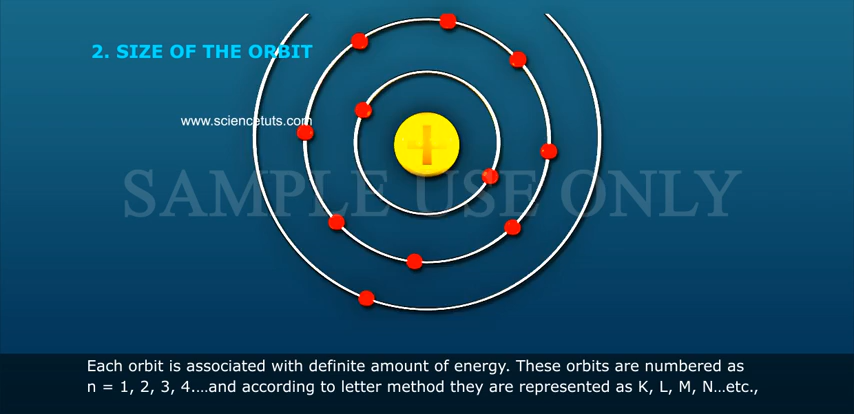 2. SIZE OF THE ORBIT
www.sciencetuts.com
SAMPLE USE ONLY
Each orbit is associated with definite amount of energy. These orbits are numbered as
n = 1, 2, 3, 4....and according to letter method they are represented as K, L, M, N...etc.,